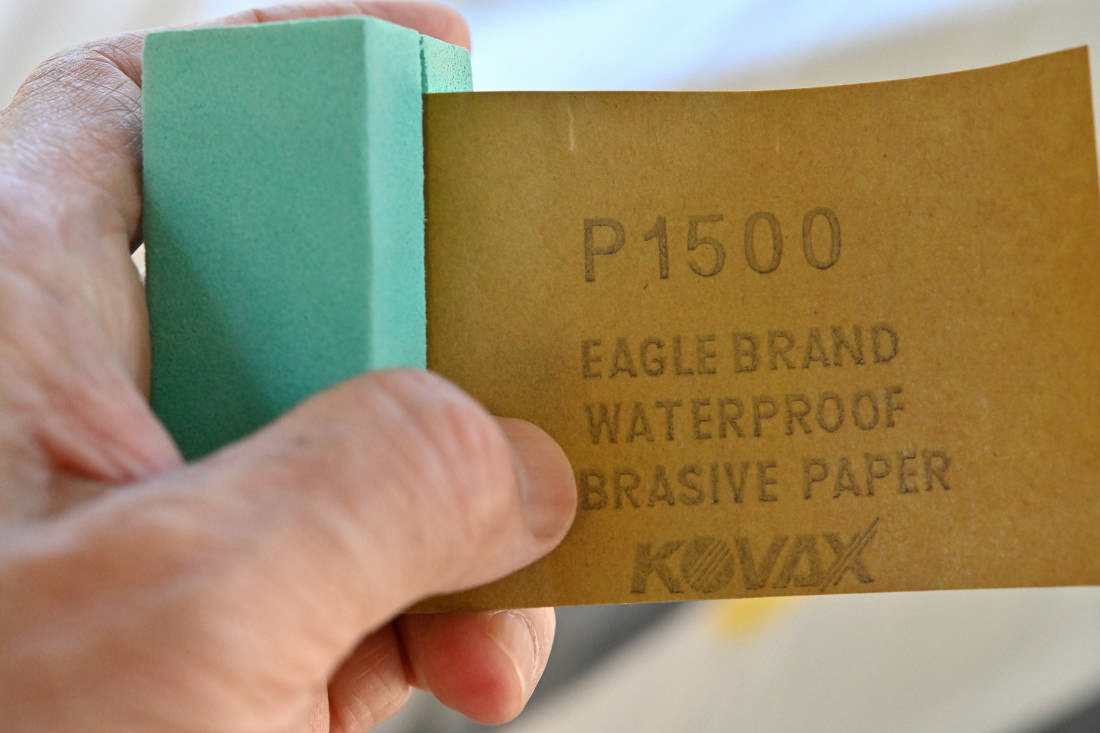 P1500
EAGLE BRAND
WATERPROOF
BRASIVE PAPER
KOVAX